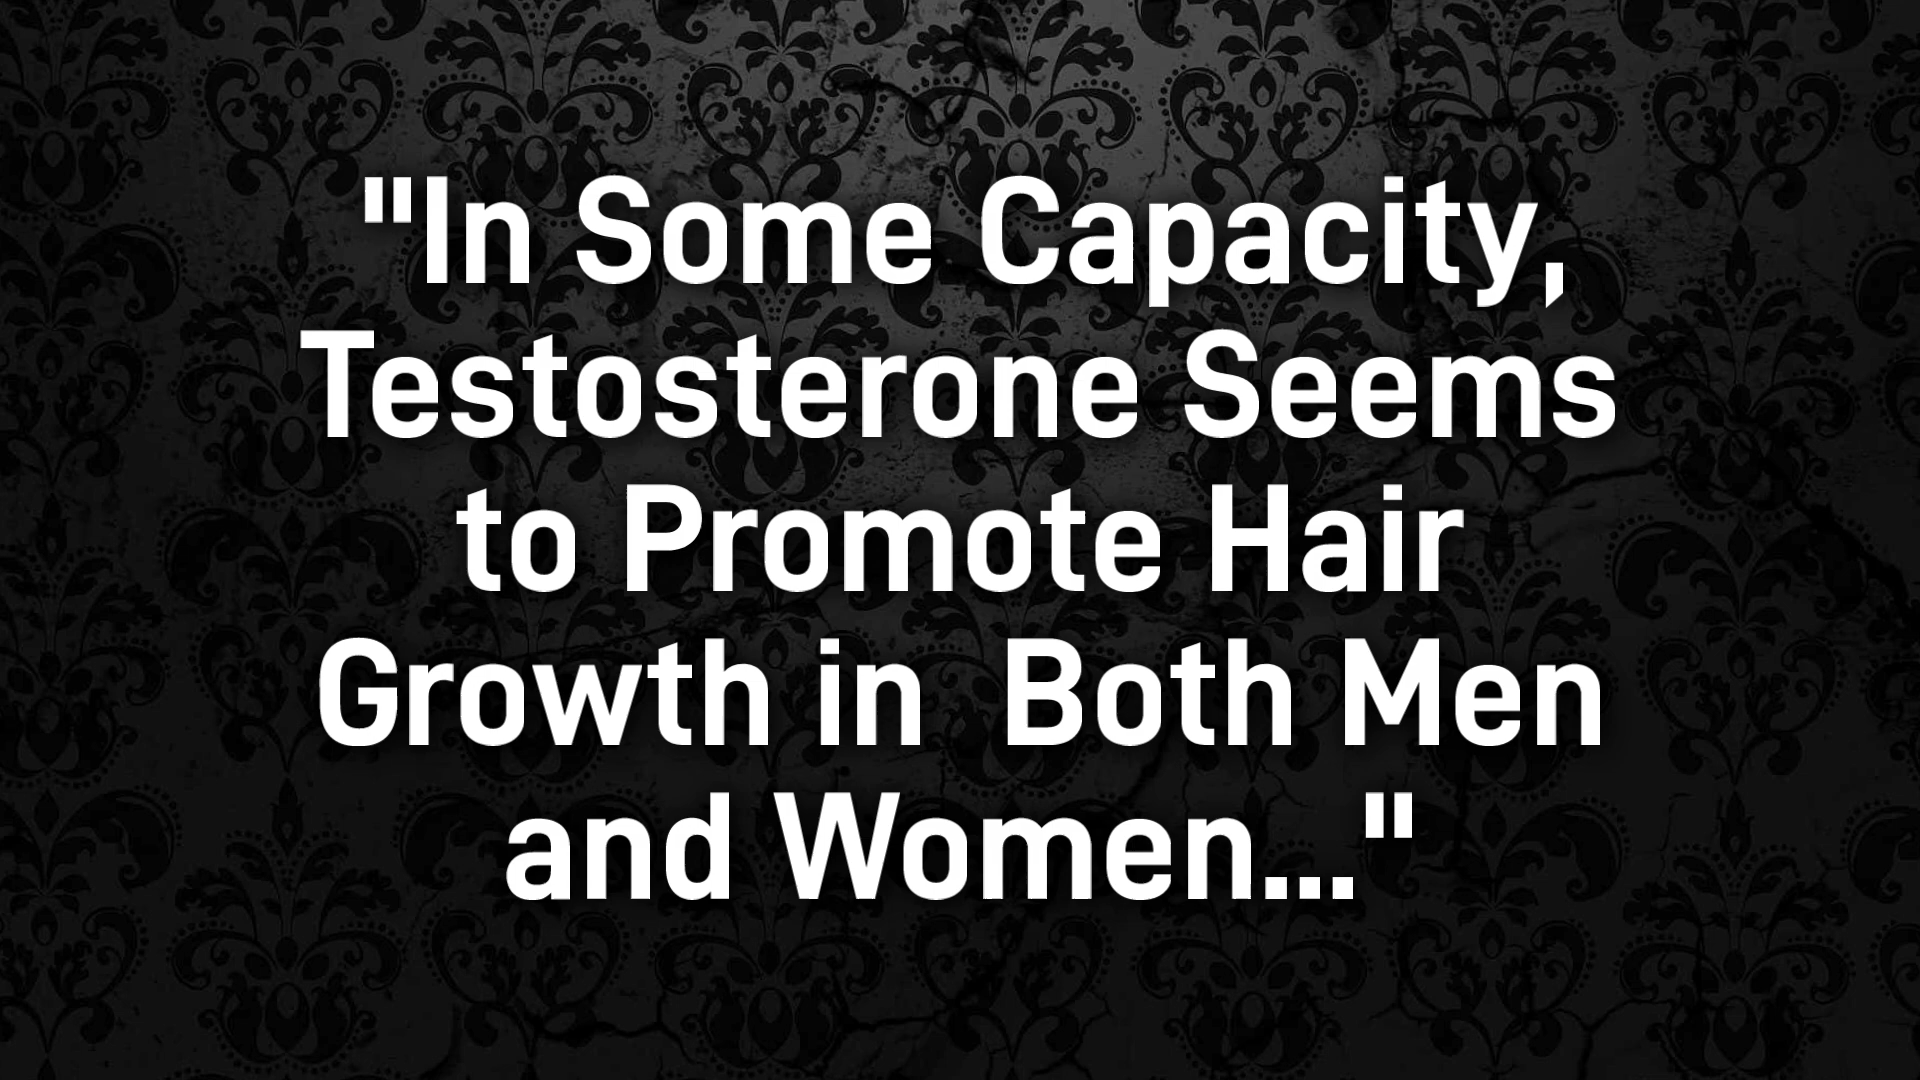 "In Some Capacity,
Testosterone Seems
to Promote Hair
Growth in  Both Men
and Women..."